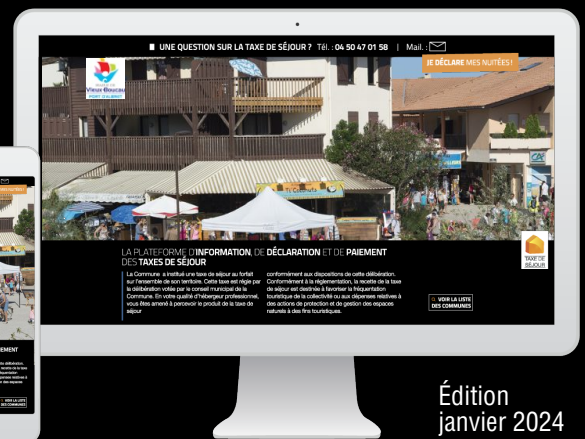 UNE QUESTION SUR LA TAXE DE SÉJOUR ? Tél. : 04 50 47 01 58 | Mail. :
JE DÉCLARE MES NUITÉES !
Vieux-Boucau
PORT D'ALBRET
CA
TAXE DE
SÉJOUR
LA PLATEFORME D'INFORMATION, DE DÉCLARATION ET DE PAIEMENT
DES TAXES DE SÉJOUR
La Commune a institué une taxe de séjour au forfait
sur l'ensemble de son territoire. Cette taxe est régie par
la délibération votée par le conseil municipal de la
Commune. En votre qualité d'hébergeur professionnel,
vous êtes amené à percevoir le produit de la taxe de
séjour
conformément aux dispositions de cette délibération.
Conformément à la réglementation, la recette de la taxe
de séjour est destinée à favoriser la fréquentation
touristique de la collectivité ou aux dépenses relatives à
des actions de protection et de gestion des espaces
naturels à des fins touristiques.
VOIR LA LISTE
DES COMMUNES
VOIR LA LISTE
DES COMMUNES
Édition
janvier 2024